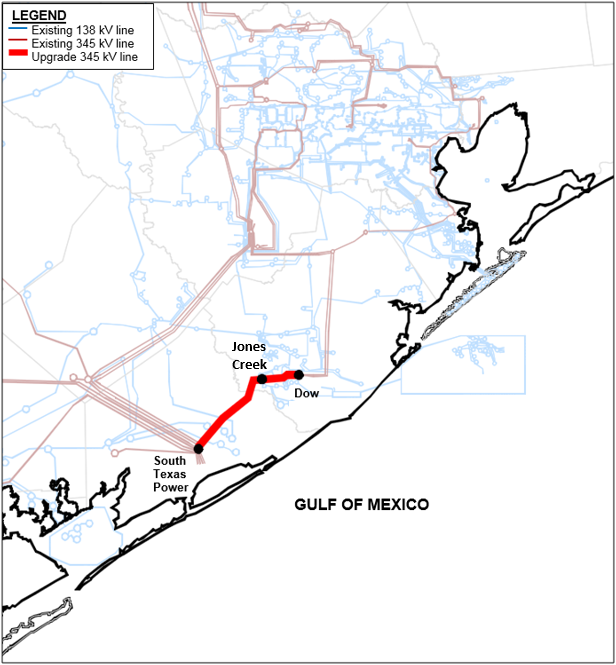 LEGEND
Existing 138 kV line
Existing 345 kV line
Upgrade 345 kV line
Jones
Creek
Dow
South
Texas
Power
GULF OF MEXICO